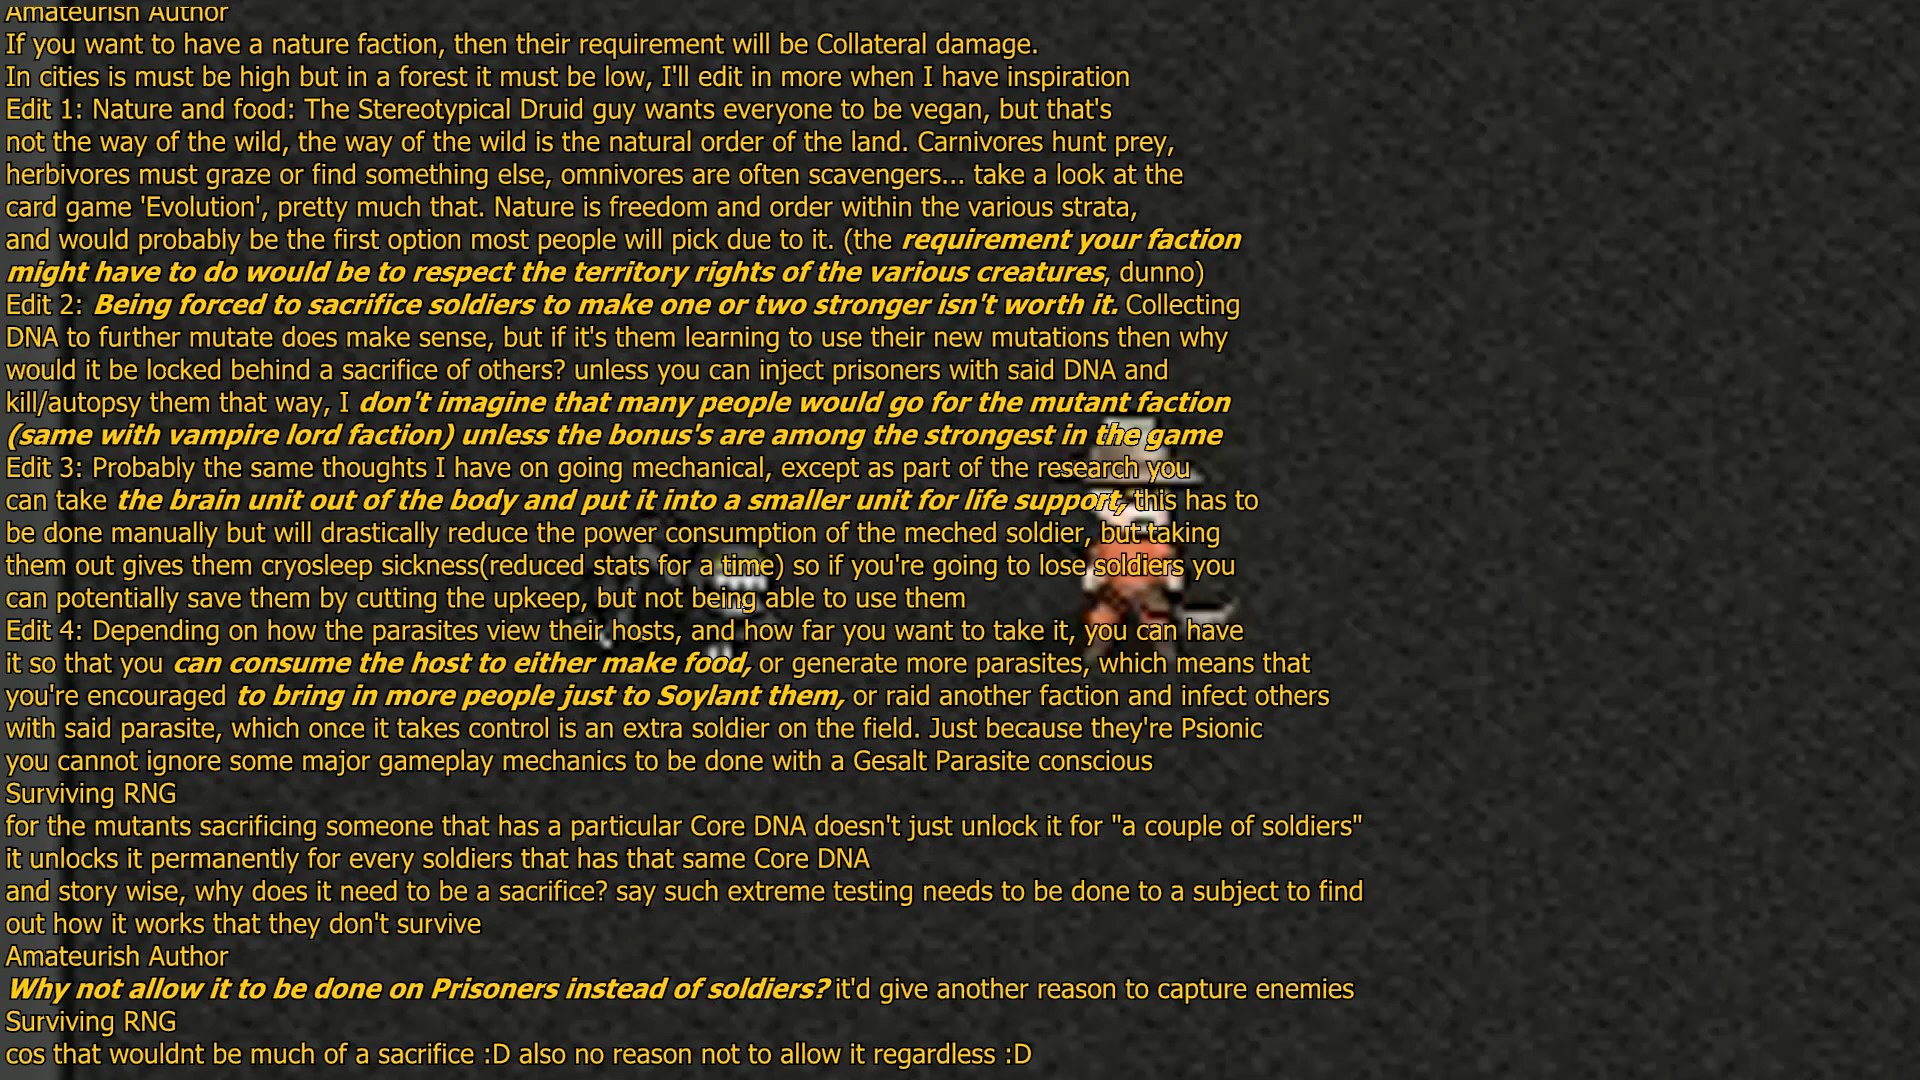 Amateurish Author
If you want to have a nature faction, then their requirement will be Collateral damage.
In cities is must be high but in a forest it must be low, I'll edit in more when I have inspiration
Edit 1: Nature and food: The Stereotypical Druid guy wants everyone to be vegan, but that's
not the way of the wild, the way of the wild is the natural order of the land. Carnivores hunt prey,
herbivores must graze or find something else, omnivores are often scavengers... take a look at the
card game 'Evolution', pretty much that. Nature is freedom and order within the various strata,
and would probably be the first option most people will pick due to it. (the requirement your faction
might have to do would be to respect the territory rights of the various creatures, dunno)
Edit 2: Being forced to sacrifice soldiers to make one or two stronger isn't worth it. Collecting
DNA to further mutate does make sense, but if it's them learning to use their new mutations then why
would it be locked behind a sacrifice of others? unless you can inject prisoners with said DNA and
kill/autopsy them that way, I don't imagine that many people would go for the mutant faction
(same with vampire lord faction) unless the bonus's are among the strongest in the game
Edit 3: Probably the same thoughts I have on going mechanical, except as part of the research you
can take the brain unit out of the body and put it into a smaller unit for life support, this has to
be done manually but will drastically reduce the power consumption of the meched soldier, but taking
them out gives them cryosleep sickness(reduced stats for a time) so if you're going to lose soldiers you
can potentially save them by cutting the upkeep, but not being able to use them
Edit 4: Depending on how the parasites view their hosts, and how far you want to take it, you can have
it so that you can consume the host to either make food, or generate more parasites, which means that
you're encouraged to bring in more people just to Soylant them, or raid another faction and infect others
with said parasite, which once it takes control is an extra soldier on the field. Just because they're Psionic
you cannot ignore some major gameplay mechanics to be done with a Gesalt Parasite conscious
Surviving RNG
for the mutants sacrificing someone that has a particular Core DNA doesn't just unlock it for "a couple of soldiers"
it unlocks it permanently for every soldiers that has that same Core DNA
and story wise, why does it need to be a sacrifice? say such extreme testing needs to be done to a subject to find
out how it works that they don't survive
Amateurish Author
Why not allow it to be done on Prisoners instead of soldiers? it'd give another reason to capture enemies
Surviving RNG
cos that wouldnt be much of a sacrifice :D also no reason not to allow it regardless :D